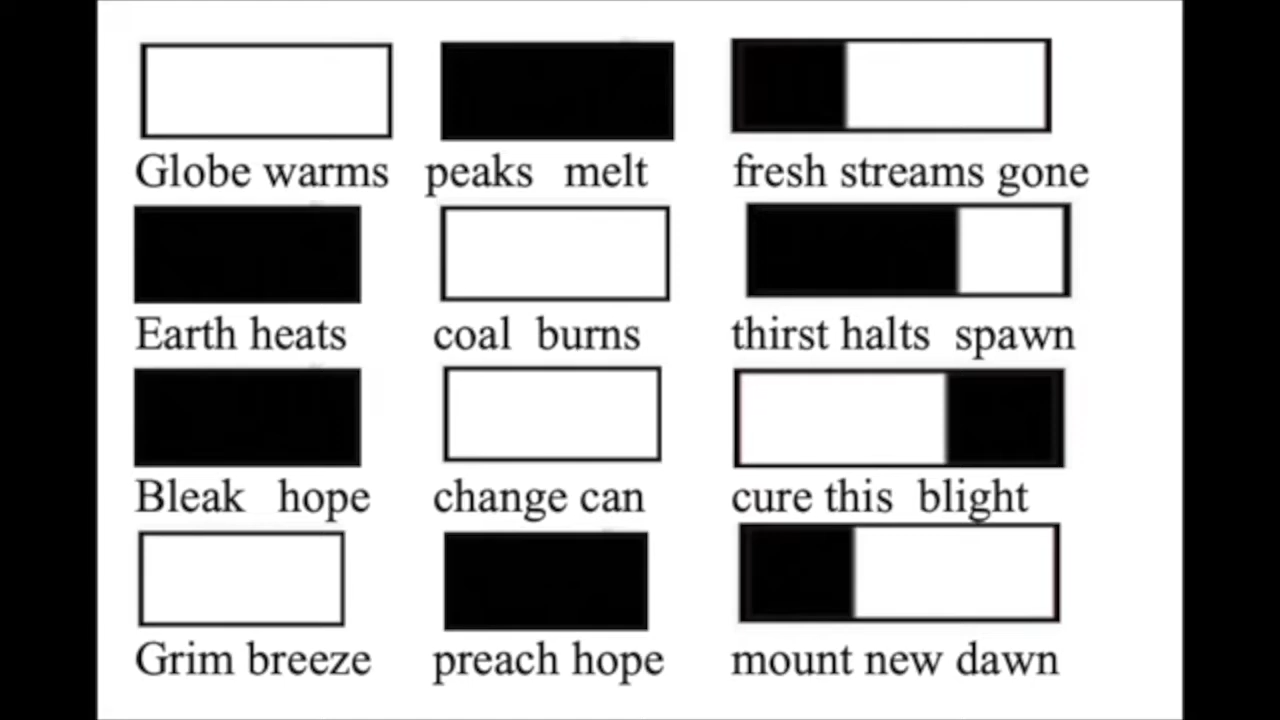 Globe warms peaks melt fresh streams gone
Earth heats coal burns thirst halts spawn
Bleak hope change can cure this blight
Grim breeze preach hope mount new dawn